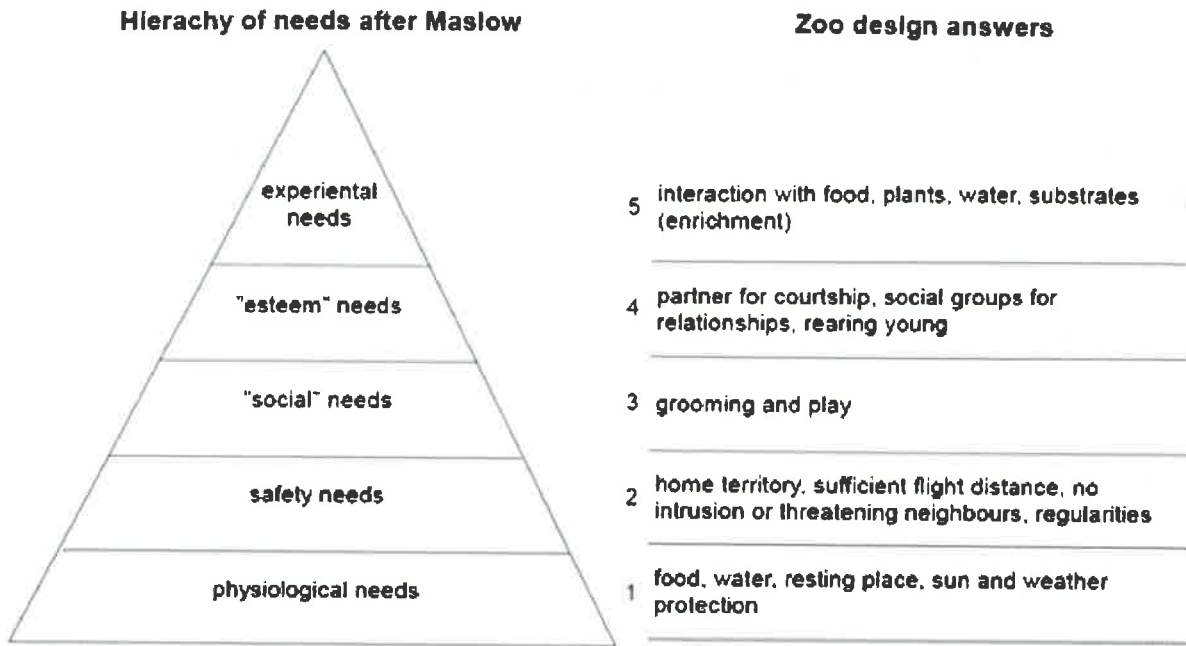 Hierachy of needs after Maslow
Zoo design answers
experiental
needs
5 interaction with food, plants, water, substrates
(enrichment)
"esteem" needs
4 partner for courtship, social groups for
relationships, rearing young
"social" needs
3 grooming and play
safety needs
2 home territory, sufficient flight distance, no
intrusion or threatening neighbours, regularities
physiological needs
1 food, water, resting place, sun and weather
protection